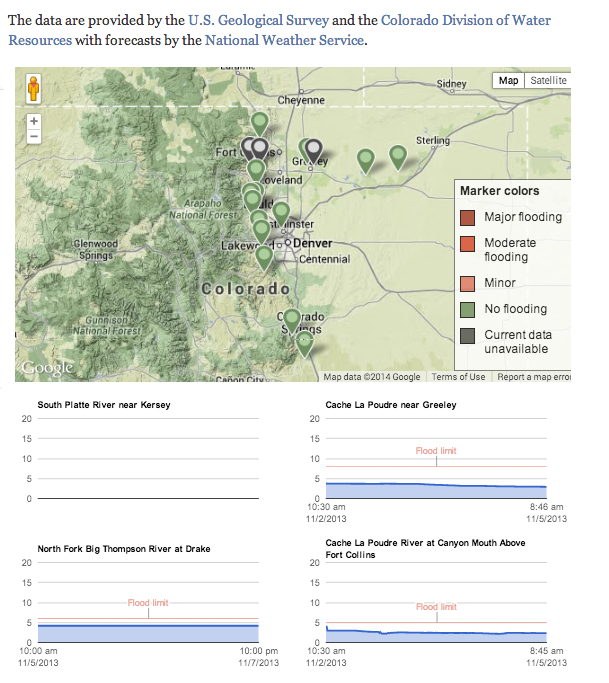 The data are provided by the U.S. Geological Survey and the Colorado Division of Water
Resources with forecasts by the National Weather Service.
Sidney
Map
Satellite
Cheyenne
+
−
Sterling
Fort
Greeley
Marker colors
Major flooding
Moderate
flooding
Minor
No flooding
Current data
unavailable
Arapaho
National Forest
Denver
Centennial
Glenwood
Springs
Colorado
Gunnison
National Forest
Google
Cañon City
Map data ©2014 Google
Terms of Use
Report a map error
South Platte River near Kersey
20
15
10
5
0
Cache La Poudre near Greeley
20
15
10
5
0
Flood limit
10:30 am
11/2/2013
8:46 am
11/5/2013
North Fork Big Thompson River at Drake
20
15
10
5
0
Flood limit
10:00 am
11/5/2013
10:00 pm
11/7/2013
Cache La Poudre River at Canyon Mouth Above
Fort Collins
20
15
10
5
0
Flood limit
10:30 am
11/2/2013
8:45 am
11/5/2013